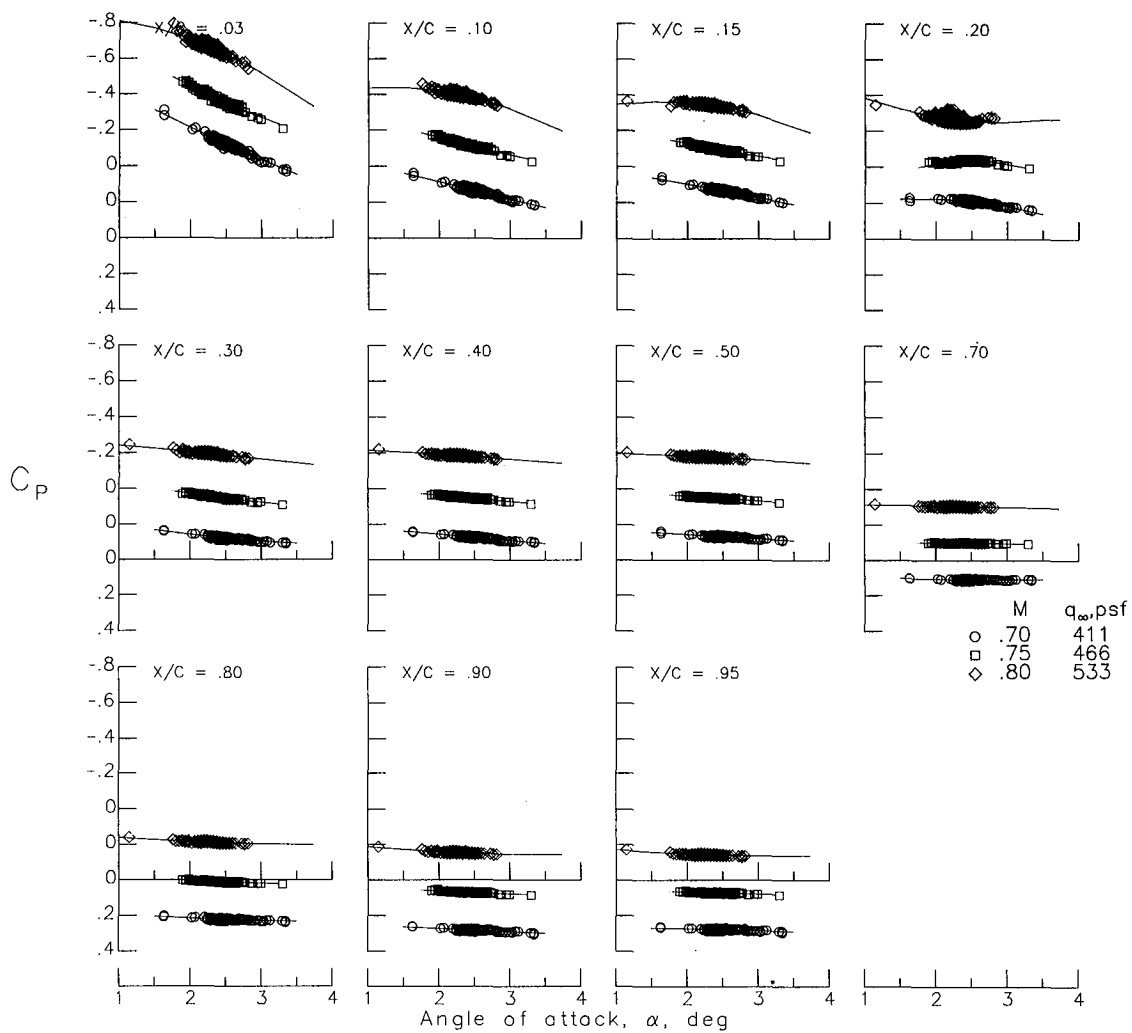 X/C = .03
X/C = .10
X/C = .15
X/C = .20
-.8
-.6
-.4
-.2
0
0
0
.2
.4
X/C = .30
X/C = .40
X/C = .50
X/C = .70
-.8
-.6
-.4
-.2
0
0
0
.2
.4
C P
M q∞,psf
.70 411
.75 466
.80 533
X/C = .80
X/C = .90
X/C = .95
-.8
-.6
-.4
-.2
0
0
0
.2
.4
1 2 3 4
1 2 3 4
1 2 3 4
1 2 3 4
Angle of attack, α, deg